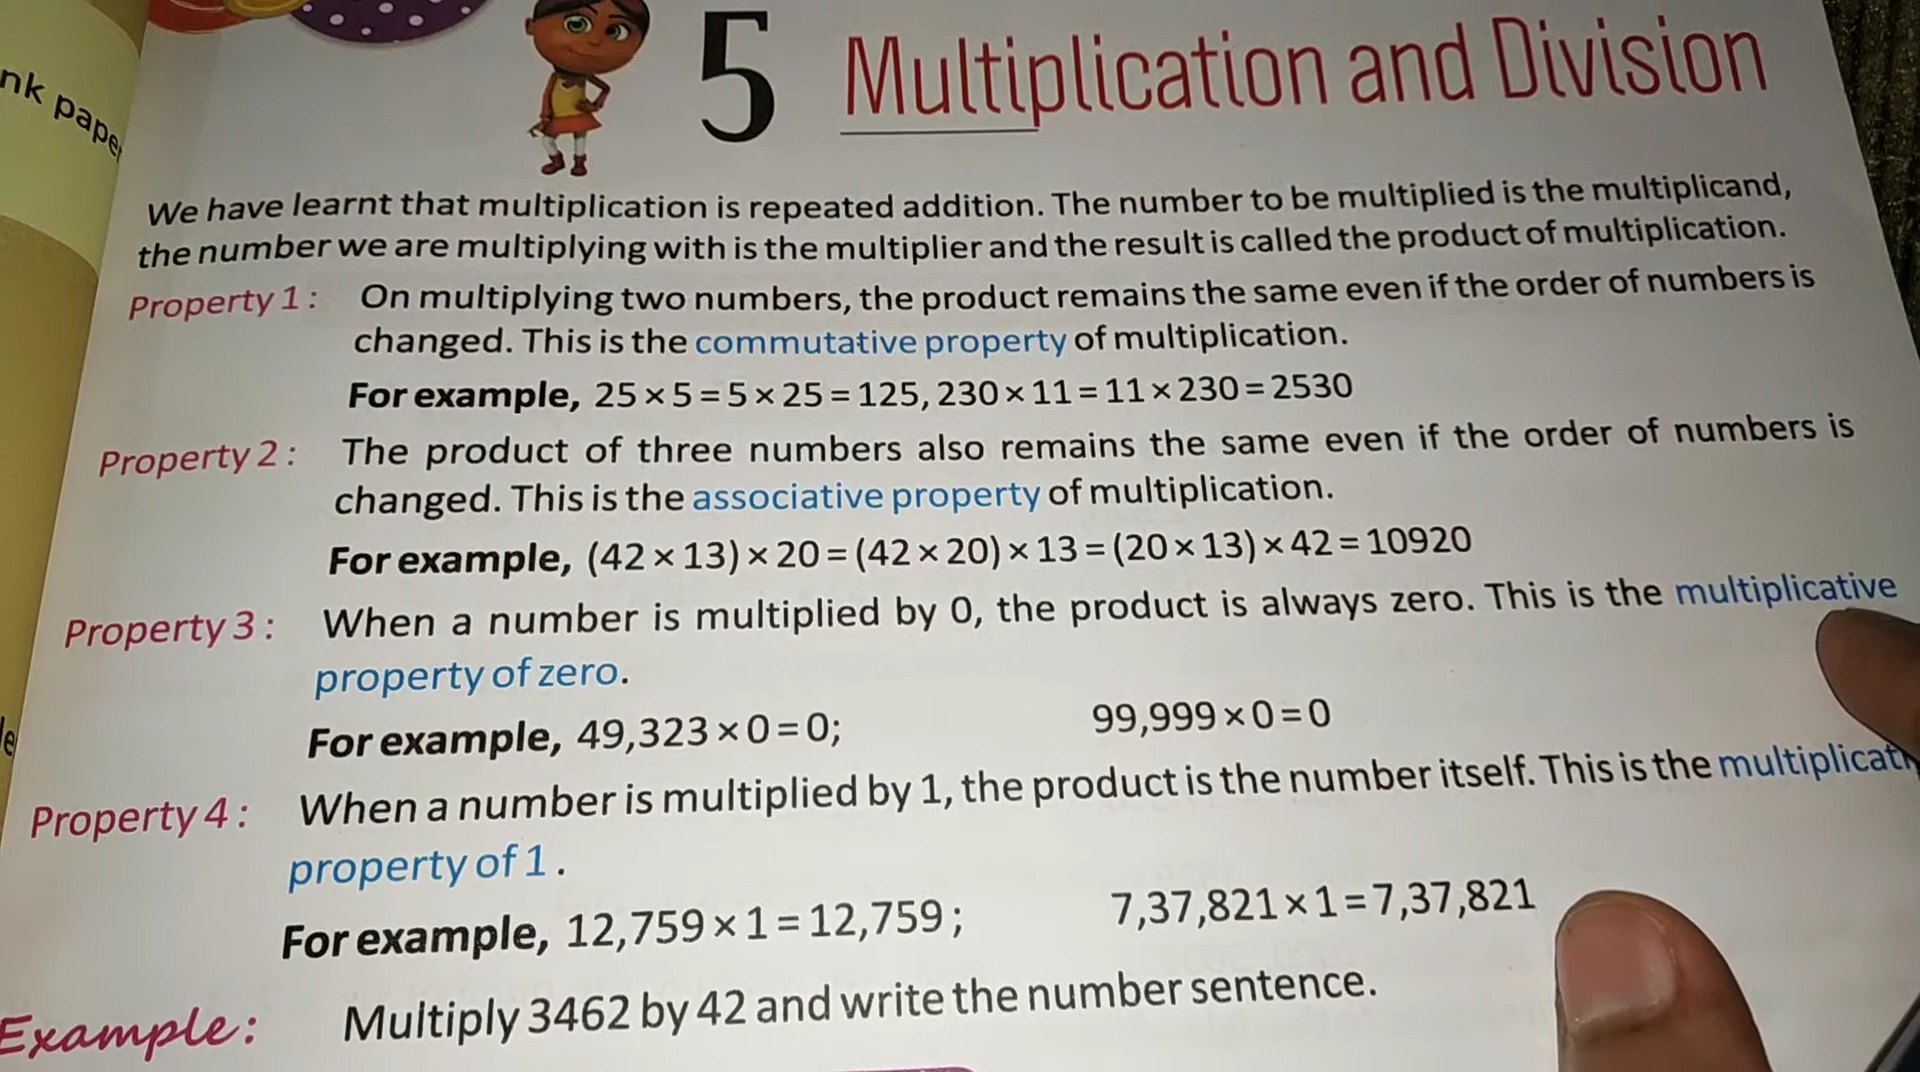 5 Multiplication and Division
We have learnt that multiplication is repeated addition. The number to be multiplied is the multiplicand,
the number we are multiplying with is the multiplier and the result is called the product of multiplication.
Property 1 : On multiplying two numbers, the product remains the same even if the order of numbers is
changed. This is the commutative property of multiplication.
For example, 25 × 5 = 5 × 25 = 125, 230 × 11 = 11 × 230 = 2530
Property 2 : The product of three numbers also remains the same even if the order of numbers is
changed. This is the associative property of multiplication.
For example, (42 × 13) × 20 = (42 × 20) × 13 = (20 × 13) × 42 = 10920
Property 3 : When a number is multiplied by 0, the product is always zero. This is the multiplicative
property of zero.
For example, 49,323 × 0 = 0; 99,999 × 0 = 0
Property 4 : When a number is multiplied by 1, the product is the number itself. This is the
property of 1 .
For example, 12,759 × 1 = 12,759 ; 7,37,821 × 1 = 7,37,821
Example: Multiply 3462 by 42 and write the number sentence.